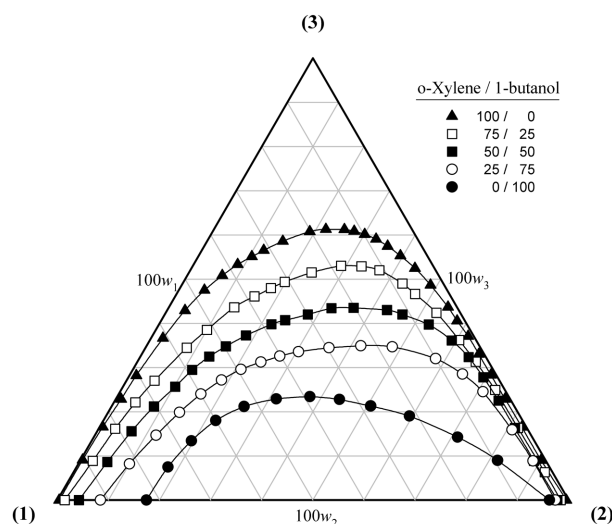 (3)
o-Xylene / 1-butanol
100 / 0
75 / 25
50 / 50
25 / 75
0 / 100
100w₁
100w₃
(1)
100w₂
(2)